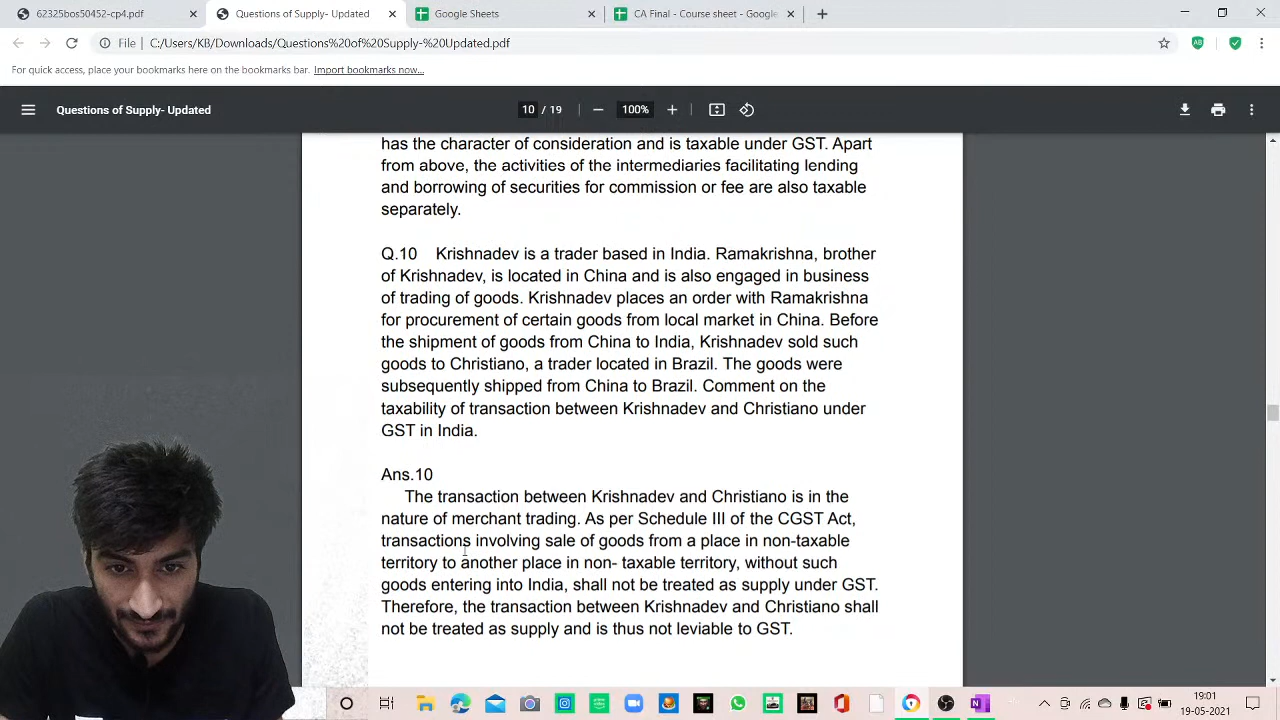 62325bos50452-cp4.pdf
Questions of Supply- Updated
Google Sheets
CA Final - Course sheet - Google
File
C:/Users/KB/Downloads/Questions%20of%20Supply-%20Updated.pdf
For quick access, place your bookmarks here on the bookmarks bar. Import bookmarks now...
Questions of Supply- Updated
10 / 19
100%
has the character of consideration and is taxable under GST. Apart
from above, the activities of the intermediaries facilitating lending
and borrowing of securities for commission or fee are also taxable
separately.
Q.10 Krishnadev is a trader based in India. Ramakrishna, brother
of Krishnadev, is located in China and is also engaged in business
of trading of goods. Krishnadev places an order with Ramakrishna
for procurement of certain goods from local market in China. Before
the shipment of goods from China to India, Krishnadev sold such
goods to Christiano, a trader located in Brazil. The goods were
subsequently shipped from China to Brazil. Comment on the
taxability of transaction between Krishnadev and Christiano under
GST in India.
Ans.10
The transaction between Krishnadev and Christiano is in the
nature of merchant trading. As per Schedule III of the CGST Act,
transactions involving sale of goods from a place in non-taxable
territory to another place in non- taxable territory, without such
goods entering into India, shall not be treated as supply under GST.
Therefore, the transaction between Krishnadev and Christiano shall
not be treated as supply and is thus not leviable to GST.
19:01
19-05-2021